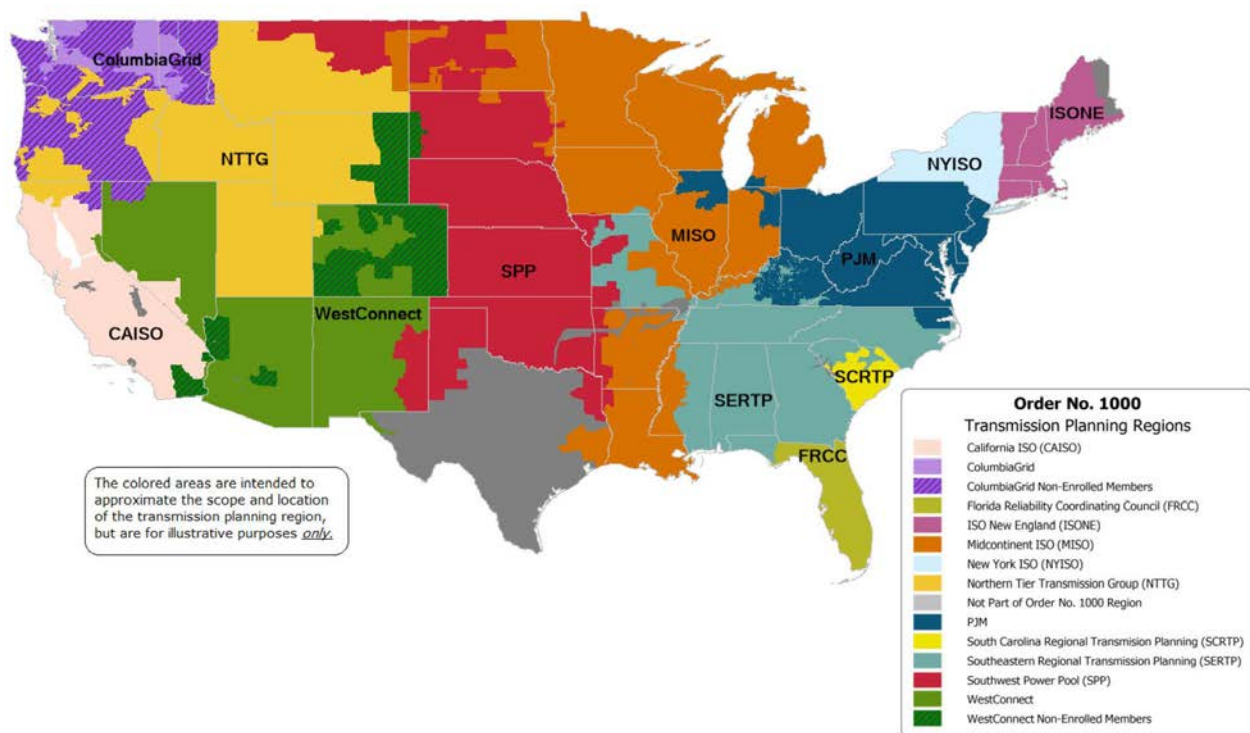 ColumbiaGrid
ISONE
NTTG
NYISO
MISO
PJM
SPP
WestConnect
CAISO
SCRTP
SERTP
FRCC
The colored areas are intended to
approximate the scope and location
of the transmission planning region,
but are for illustrative purposes only.
Order No. 1000
Transmission Planning Regions
California ISO (CAISO)
ColumbiaGrid
ColumbiaGrid Non-Enrolled Members
Florida Reliability Coordinating Council (FRCC)
ISO New England (ISONE)
Midcontinent ISO (MISO)
New York ISO (NYISO)
Northern Tier Transmission Group (NTTG)
Not Part of Order No. 1000 Region
PJM
South Carolina Regional Transmision Planning (SCRTP)
Southeastern Regional Transmission Planning (SERTP)
Southwest Power Pool (SPP)
WestConnect
WestConnect Non-Enrolled Members